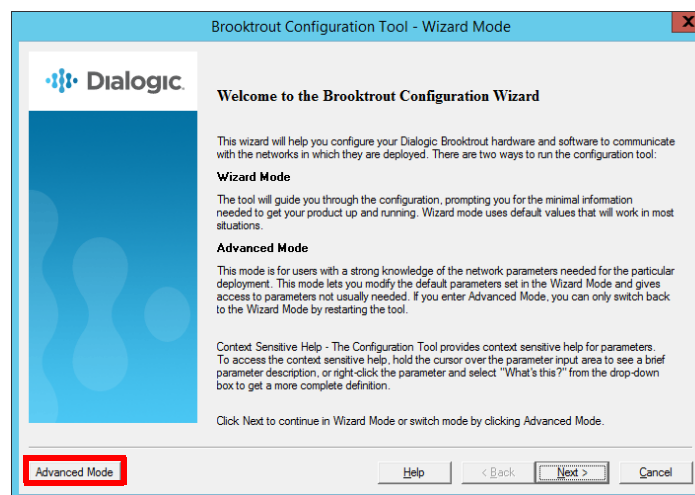 Brooktrout Configuration Tool - Wizard Mode
X
Dialogic.
Welcome to the Brooktrout Configuration Wizard
This wizard will help you configure your Dialogic Brooktrout hardware and software to communicate
with the networks in which they are deployed. There are two ways to run the configuration tool:
Wizard Mode
The tool will guide you through the configuration, prompting you for the minimal information
needed to get your product up and running. Wizard mode uses default values that will work in most
situations.
Advanced Mode
This mode is for users with a strong knowledge of the network parameters needed for the particular
deployment. This mode lets you modify the default parameters set in the Wizard Mode and gives
access to parameters not usually needed. If you enter Advanced Mode, you can only switch back
to the Wizard Mode by restarting the tool.
Context Sensitive Help - The Configuration Tool provides context sensitive help for parameters.
To access the context sensitive help, hold the cursor over the parameter input area to see a brief
parameter description, or right-click the parameter and select "What's this?" from the drop-down
box to get a more complete definition.
Click Next to continue in Wizard Mode or switch mode by clicking Advanced Mode.
Advanced Mode
Help
< Back
Next >
Cancel